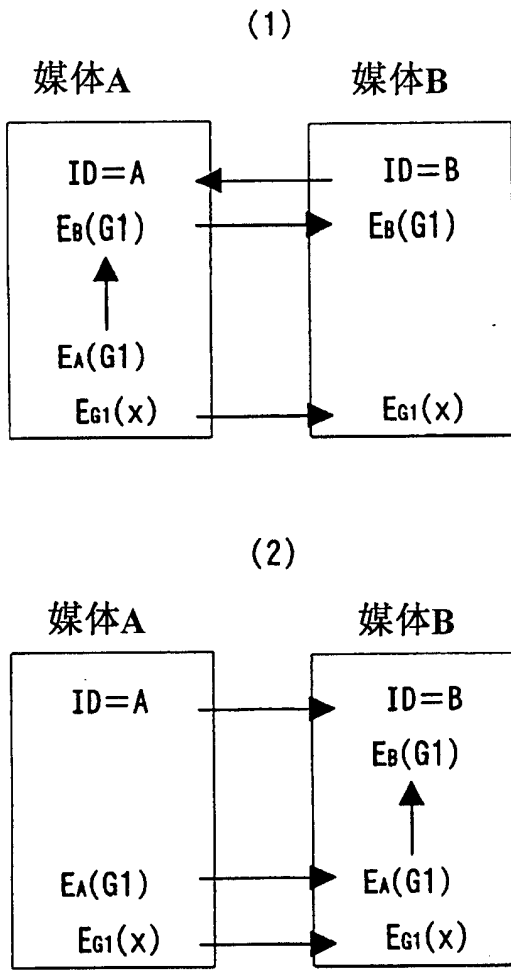 (1)
媒体A 媒体B
ID=A ID=B
EB(G1) EB(G1)
EA(G1)
EG1(x) EG1(x)
(2)
媒体A 媒体B
ID=A ID=B
EB(G1)
EA(G1) EA(G1)
EG1(x) EG1(x)